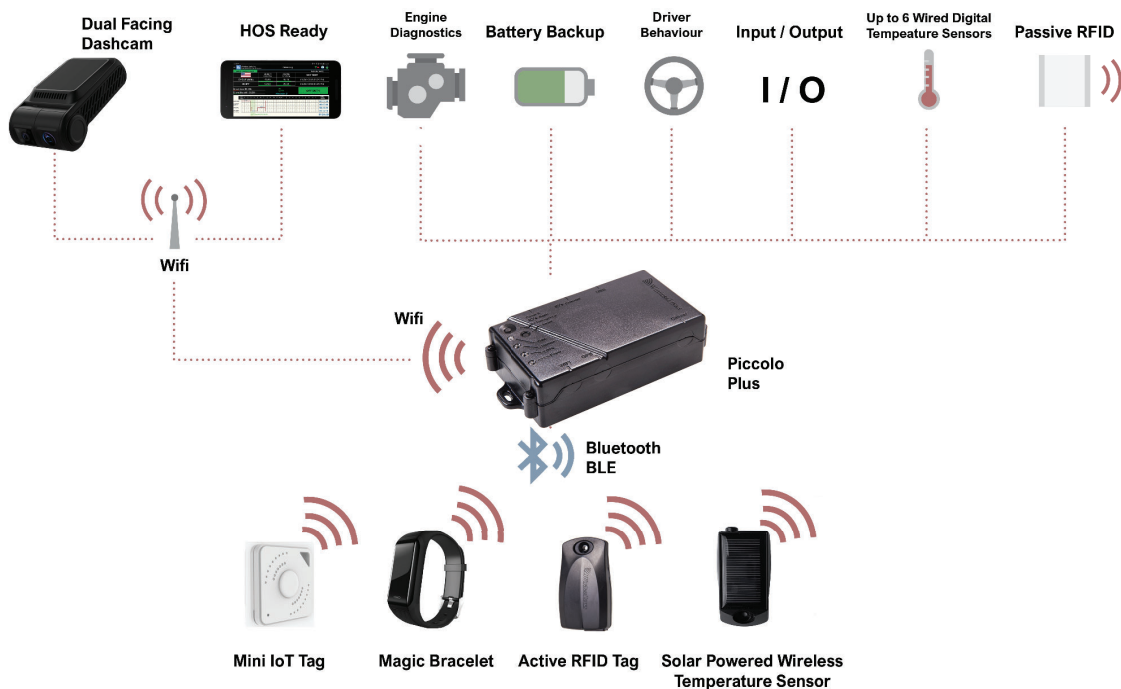 Dual Facing
Dashcam
HOS Ready
Engine
Diagnostics
Battery Backup
Driver
Behaviour
Input / Output
Up to 6 Wired Digital
Tempeature Sensors
Passive RFID
I / O
Wifi
Wifi
Piccolo
Plus
Bluetooth
BLE
Mini IoT Tag
Magic Bracelet
Active RFID Tag
Solar Powered Wireless
Temperature Sensor